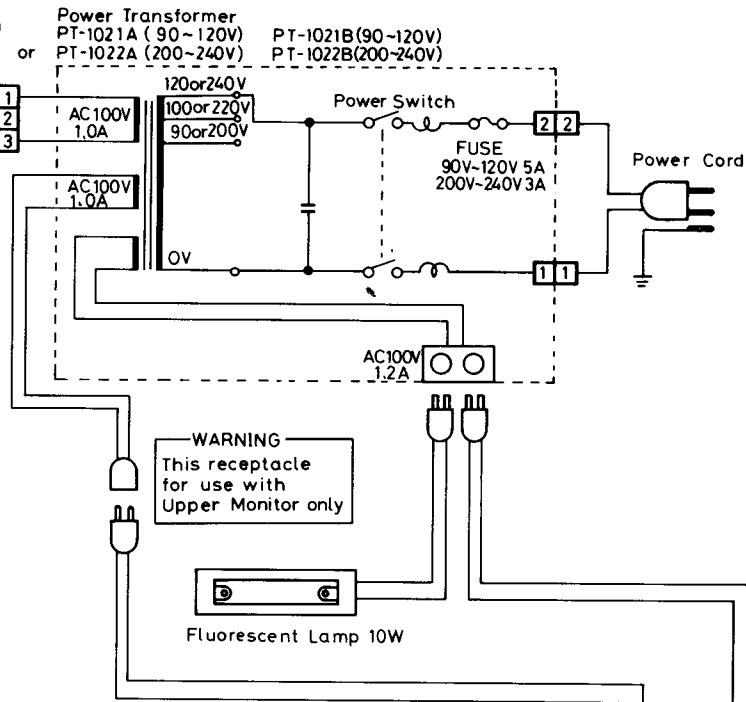 Power Transformer
PT-1021A ( 90~120V) PT-1021B(90~120V)
or PT-1022A (200~240V) PT-1022B(200~240V)
120or240V
1
AC100V
1.0A
100or220V
2
90or200V
3
Power Switch
2 2
FUSE
90V~120V 5A
200V~240V 3A
Power Cord
AC100V
1.0A
0V
1 1
AC100V
1.2A
WARNING
This receptacle
for use with
Upper Monitor only
Fluorescent Lamp 10W